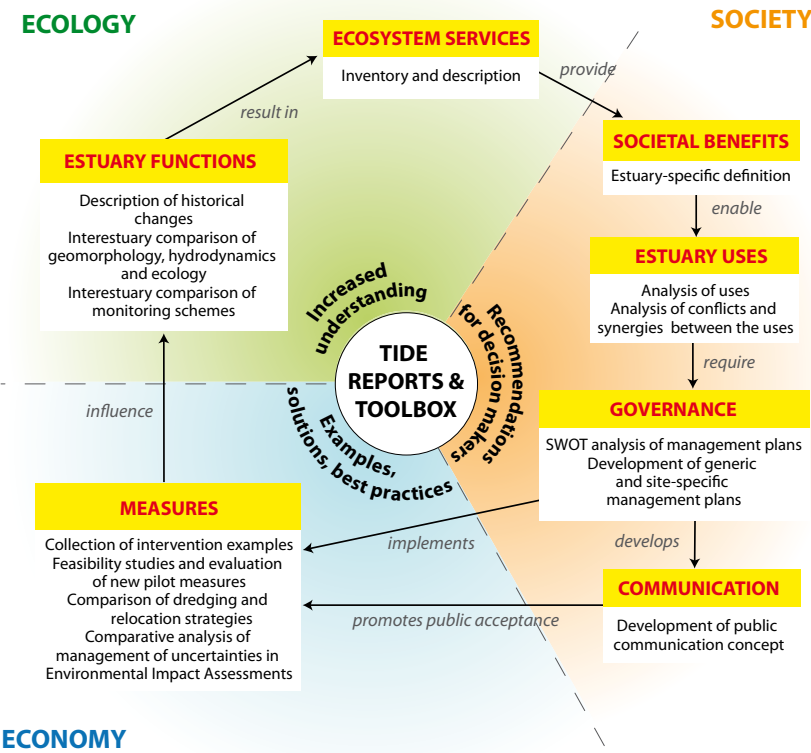 ECOLOGY
SOCIETY
ECOSYSTEM SERVICES
Inventory and description
provide
result in
SOCIETAL BENEFITS
Estuary-specific definition
enable
ESTUARY FUNCTIONS
Description of historical
changes
Interestuary comparison of
geomorphology, hydrodynamics
and ecology
Interestuary comparison of
monitoring schemes
ESTUARY USES
Analysis of uses
Analysis of conflicts and
synergies between the uses
require
Increased
understanding
Recommendations
for decision makers
Examples,
solutions, best practices
TIDE
REPORTS &
TOOLBOX
influence
GOVERNANCE
SWOT analysis of management plans
Development of generic
and site-specific
management plans
implements
develops
MEASURES
Collection of intervention examples
Feasibility studies and evaluation
of new pilot measures
Comparison of dredging and
relocation strategies
Comparative analysis of
management of uncertainties in
Environmental Impact Assessments
promotes public acceptance
COMMUNICATION
Development of public
communication concept
ECONOMY